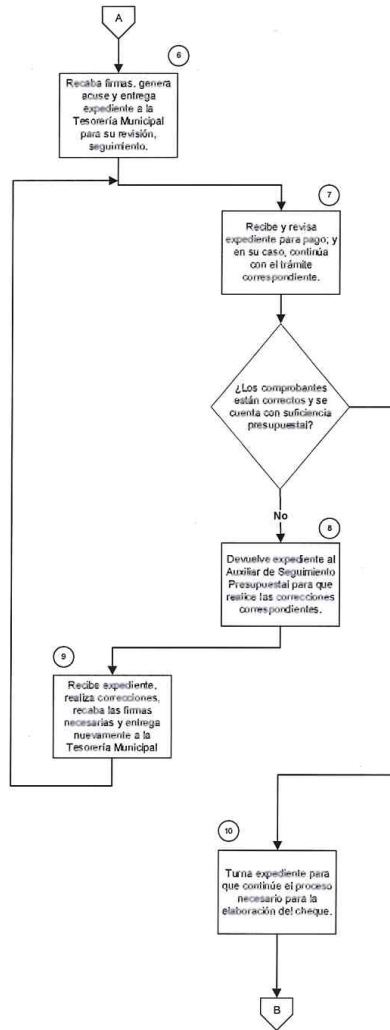 A
6
Recaba firmas, genera
acuse y entrega
expediente a la
Tesorería Municipal
para su revisión,
seguimiento.
7
Recibe y revisa
expediente para pago; y
en su caso, continúa
con el trámite
correspondiente.
¿Los comprobantes
están correctos y se
cuenta con suficiencia
presupuestal?
No
8
Devuelve expediente al
Auxiliar de Seguimiento
Presupuestal para que
realice las correcciones
correspondientes.
9
Recibe expediente,
realiza correcciones,
recaba las firmas
necesarias y entrega
nuevamente a la
Tesorería Municipal
10
Turna expediente para
que continúe el proceso
necesario para la
elaboración del cheque.
B